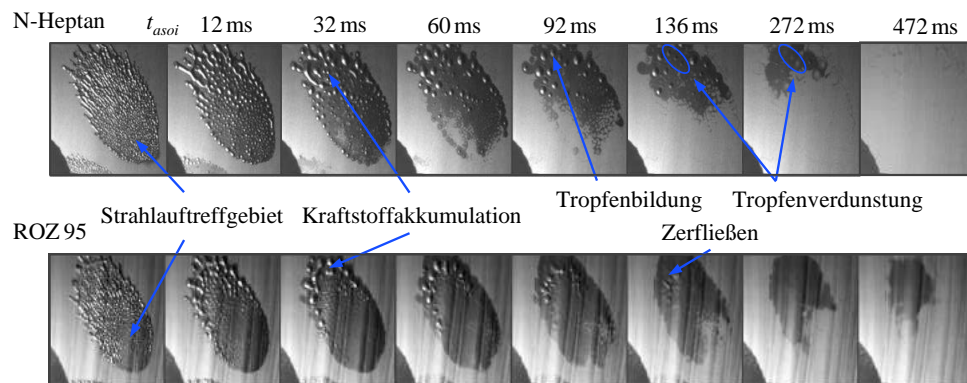 N-Heptan t_asoi 12 ms 32 ms 60 ms 92 ms 136 ms 272 ms 472 ms
Strahlauftreffgebiet Kraftstoffakkumulation Tropfenbildung Tropfenverdunstung
ROZ 95 Zerfließen